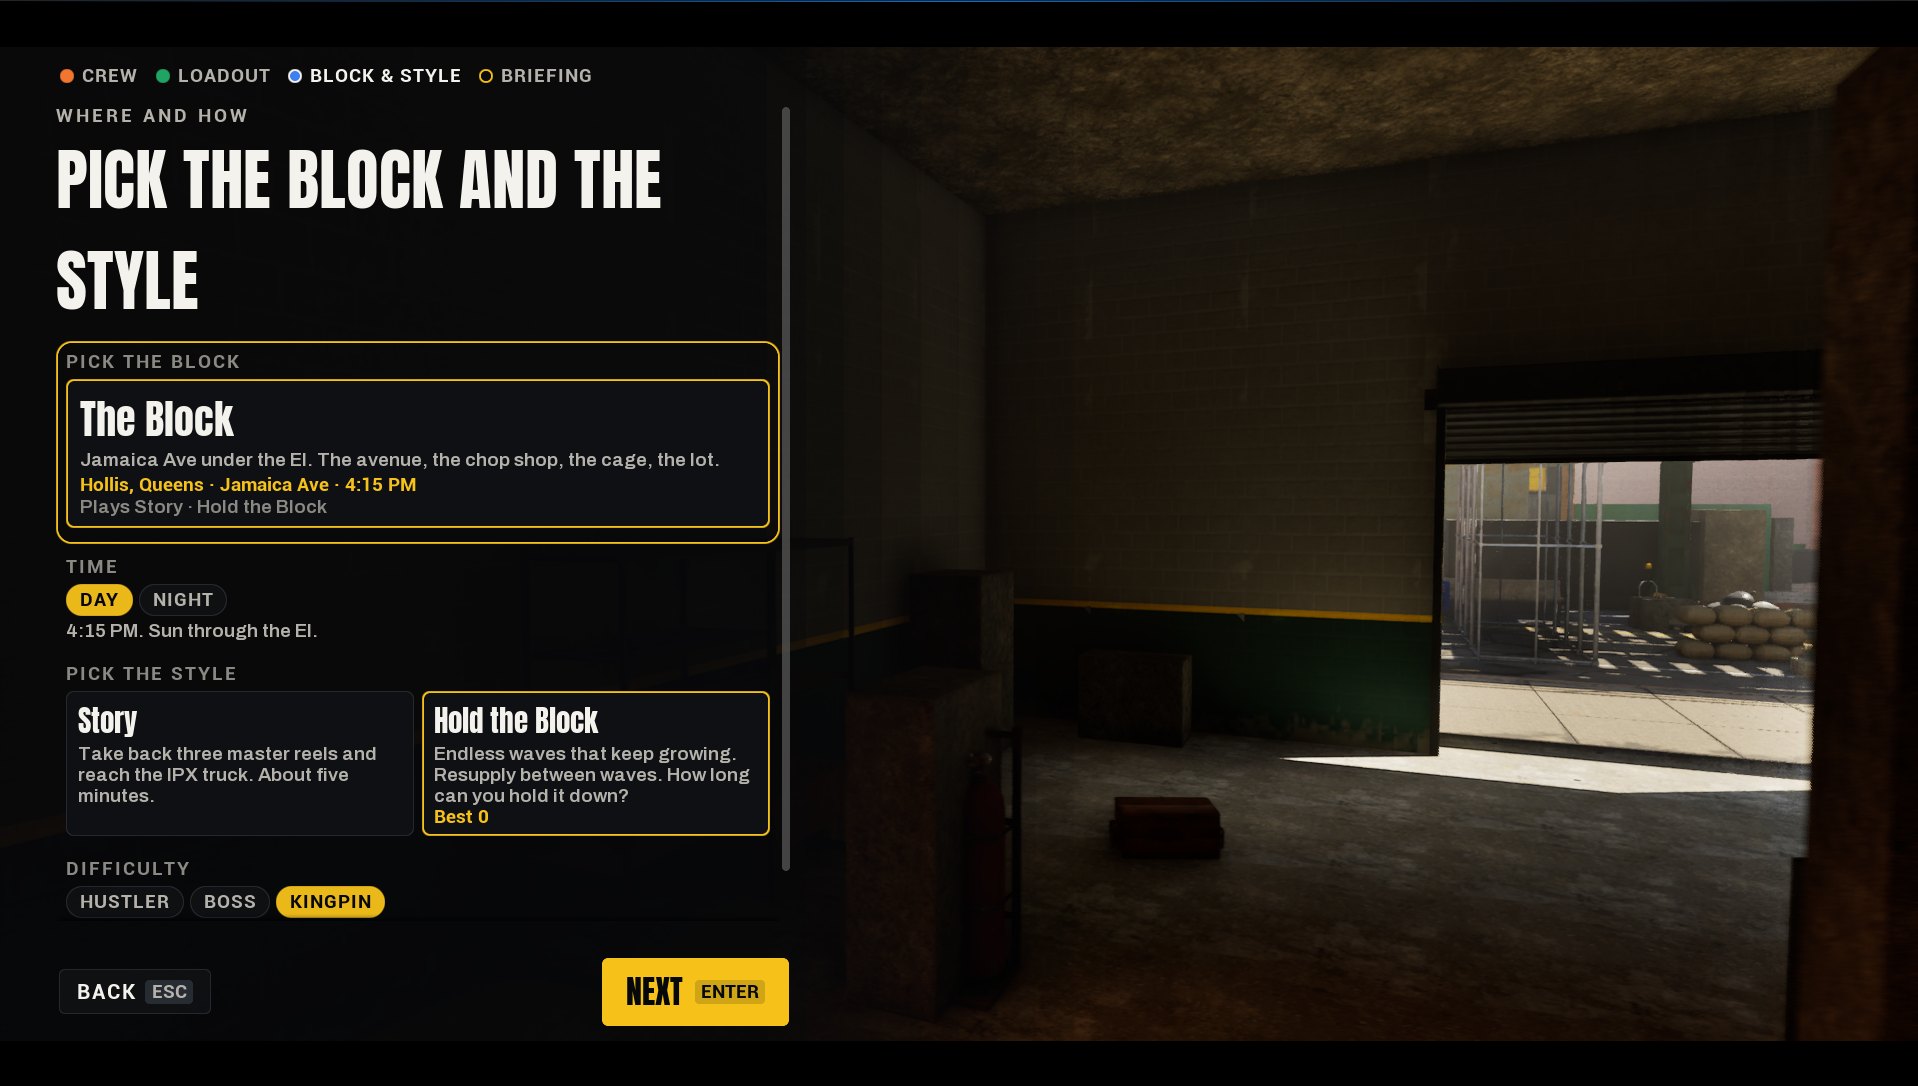 CREW LOADOUT BLOCK & STYLE BRIEFING
WHERE AND HOW
PICK THE BLOCK AND THE
STYLE
PICK THE BLOCK
The Block
Jamaica Ave under the El. The avenue, the chop shop, the cage, the lot.
Hollis, Queens · Jamaica Ave · 4:15 PM
Plays Story · Hold the Block
TIME
DAY NIGHT
4:15 PM. Sun through the El.
PICK THE STYLE
Story
Take back three master reels and
reach the IPX truck. About five
minutes.
Hold the Block
Endless waves that keep growing.
Resupply between waves. How long
can you hold it down?
Best 0
DIFFICULTY
HUSTLER BOSS KINGPIN
BACK ESC
NEXT ENTER